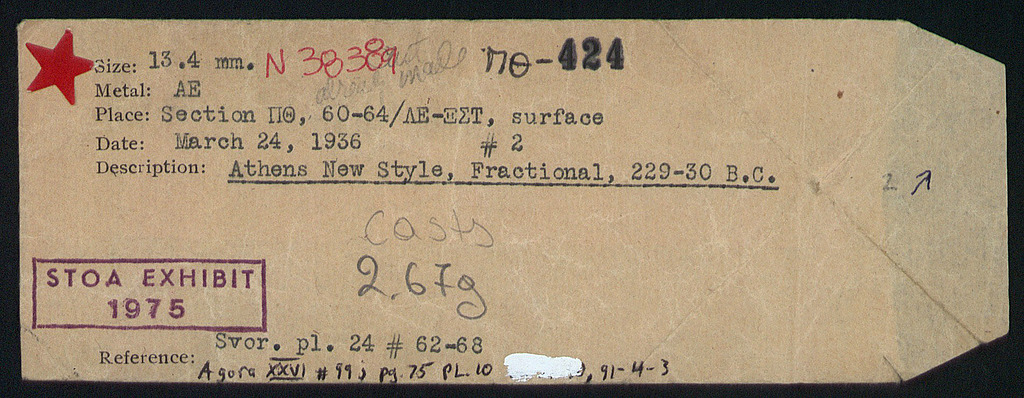 Size: 13.4 mm. N 38389 ΠΘ-424
Metal: AE
Place: Section ΠΘ, 60-64/ΛΕ-ΞΣΤ, surface
Date: March 24, 1936 # 2
Description: Athens New Style, Fractional, 229-30 B.C.
2 ↗
Casts
2.67g
STOA EXHIBIT
1975
Reference: Svor. pl. 24 # 62-68
Agora XXVI #99; pg. 75 PL. 10 , 91-4-3